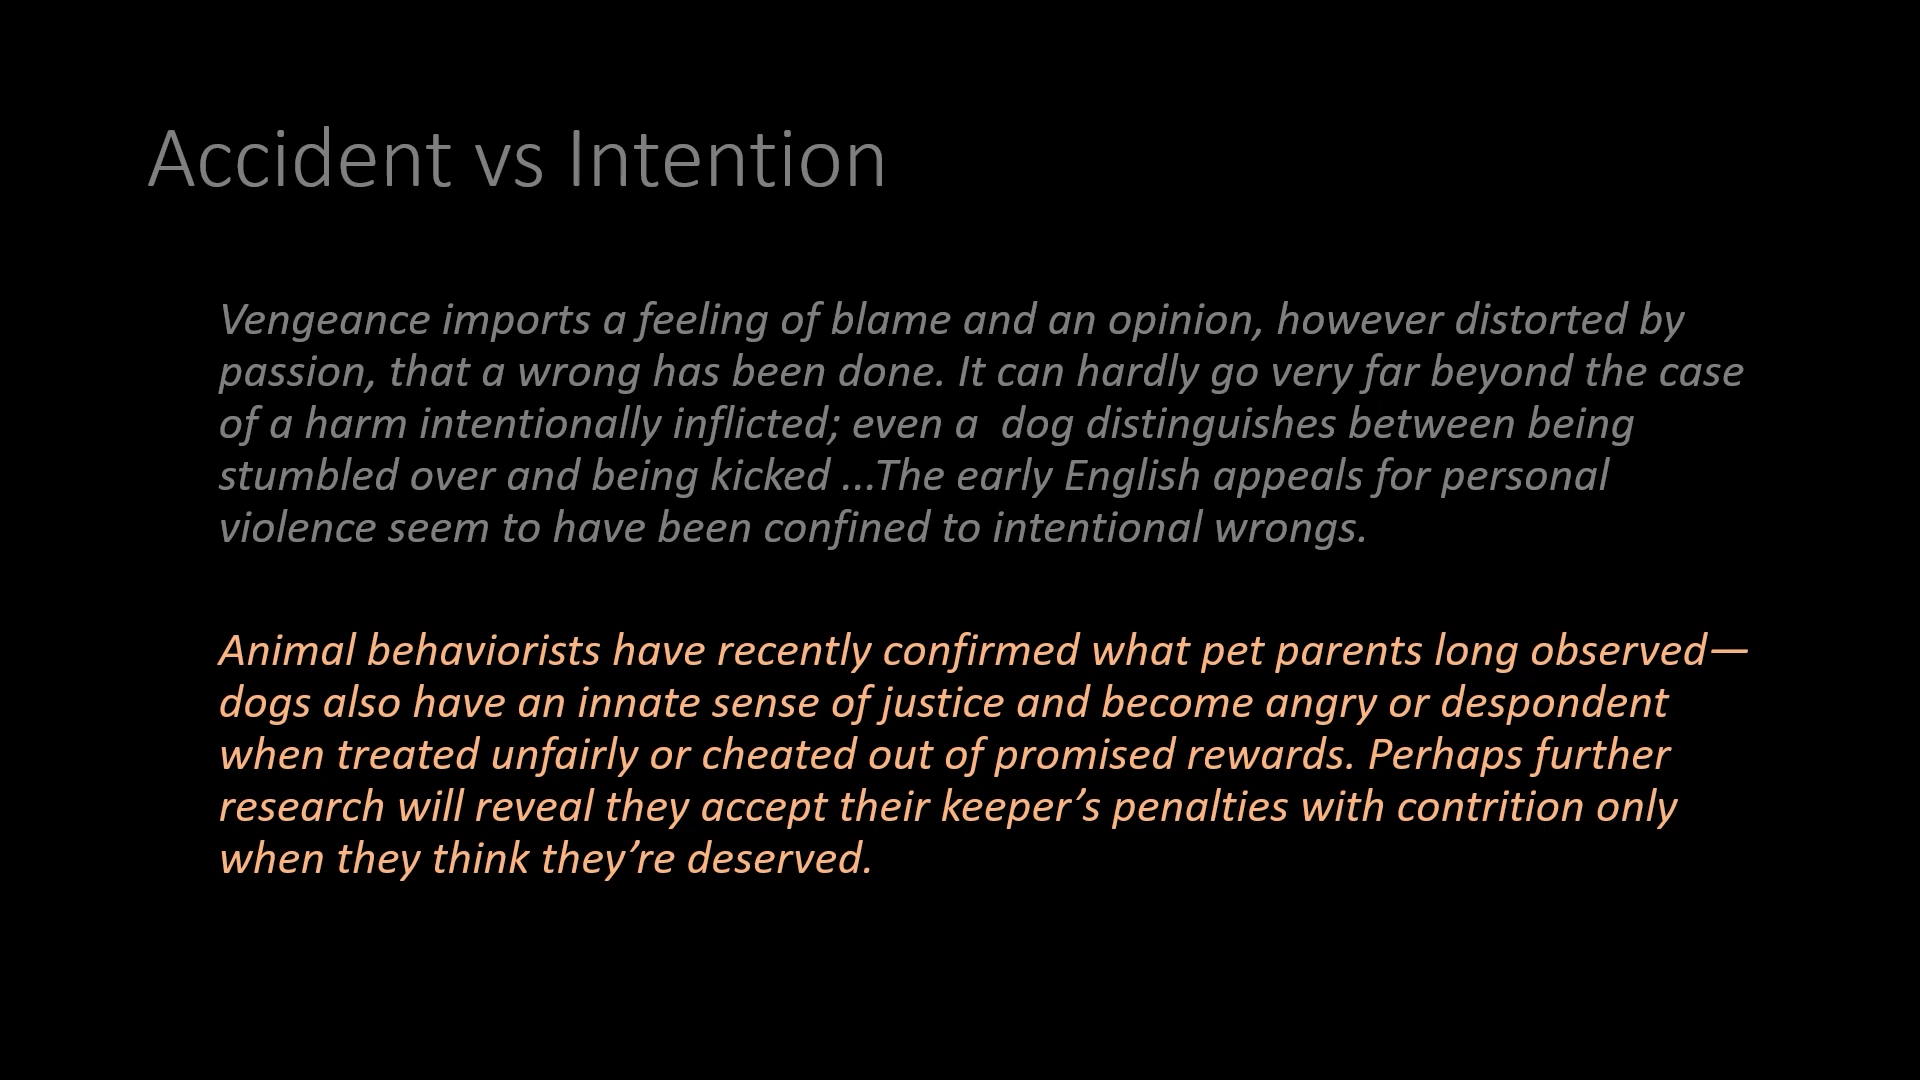 Accident vs Intention
Vengeance imports a feeling of blame and an opinion, however distorted by
passion, that a wrong has been done. It can hardly go very far beyond the case
of a harm intentionally inflicted; even a  dog distinguishes between being
stumbled over and being kicked ...The early English appeals for personal
violence seem to have been confined to intentional wrongs.
Animal behaviorists have recently confirmed what pet parents long observed—
dogs also have an innate sense of justice and become angry or despondent
when treated unfairly or cheated out of promised rewards. Perhaps further
research will reveal they accept their keeper’s penalties with contrition only
when they think they’re deserved.